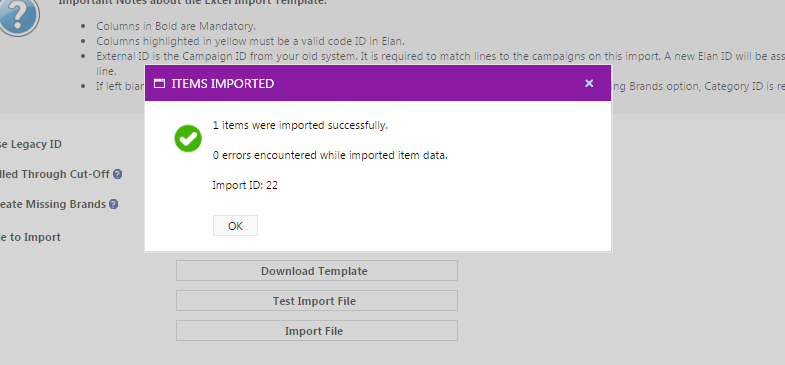 Important Notes about the Excel Import Template:
Columns in Bold are Mandatory.
Columns highlighted in yellow must be a valid code ID in Elan.
External ID is the Campaign ID from your old system. It is required to match lines to the campaigns on this import. A new Elan ID will be ass
line.
If left blan ng Brands option, Category ID is re
ITEMS IMPORTED
1 items were imported successfully.
0 errors encountered while imported item data.
Import ID: 22
OK
se Legacy ID
lled Through Cut-Off
eate Missing Brands
e to Import
Download Template
Test Import File
Import File